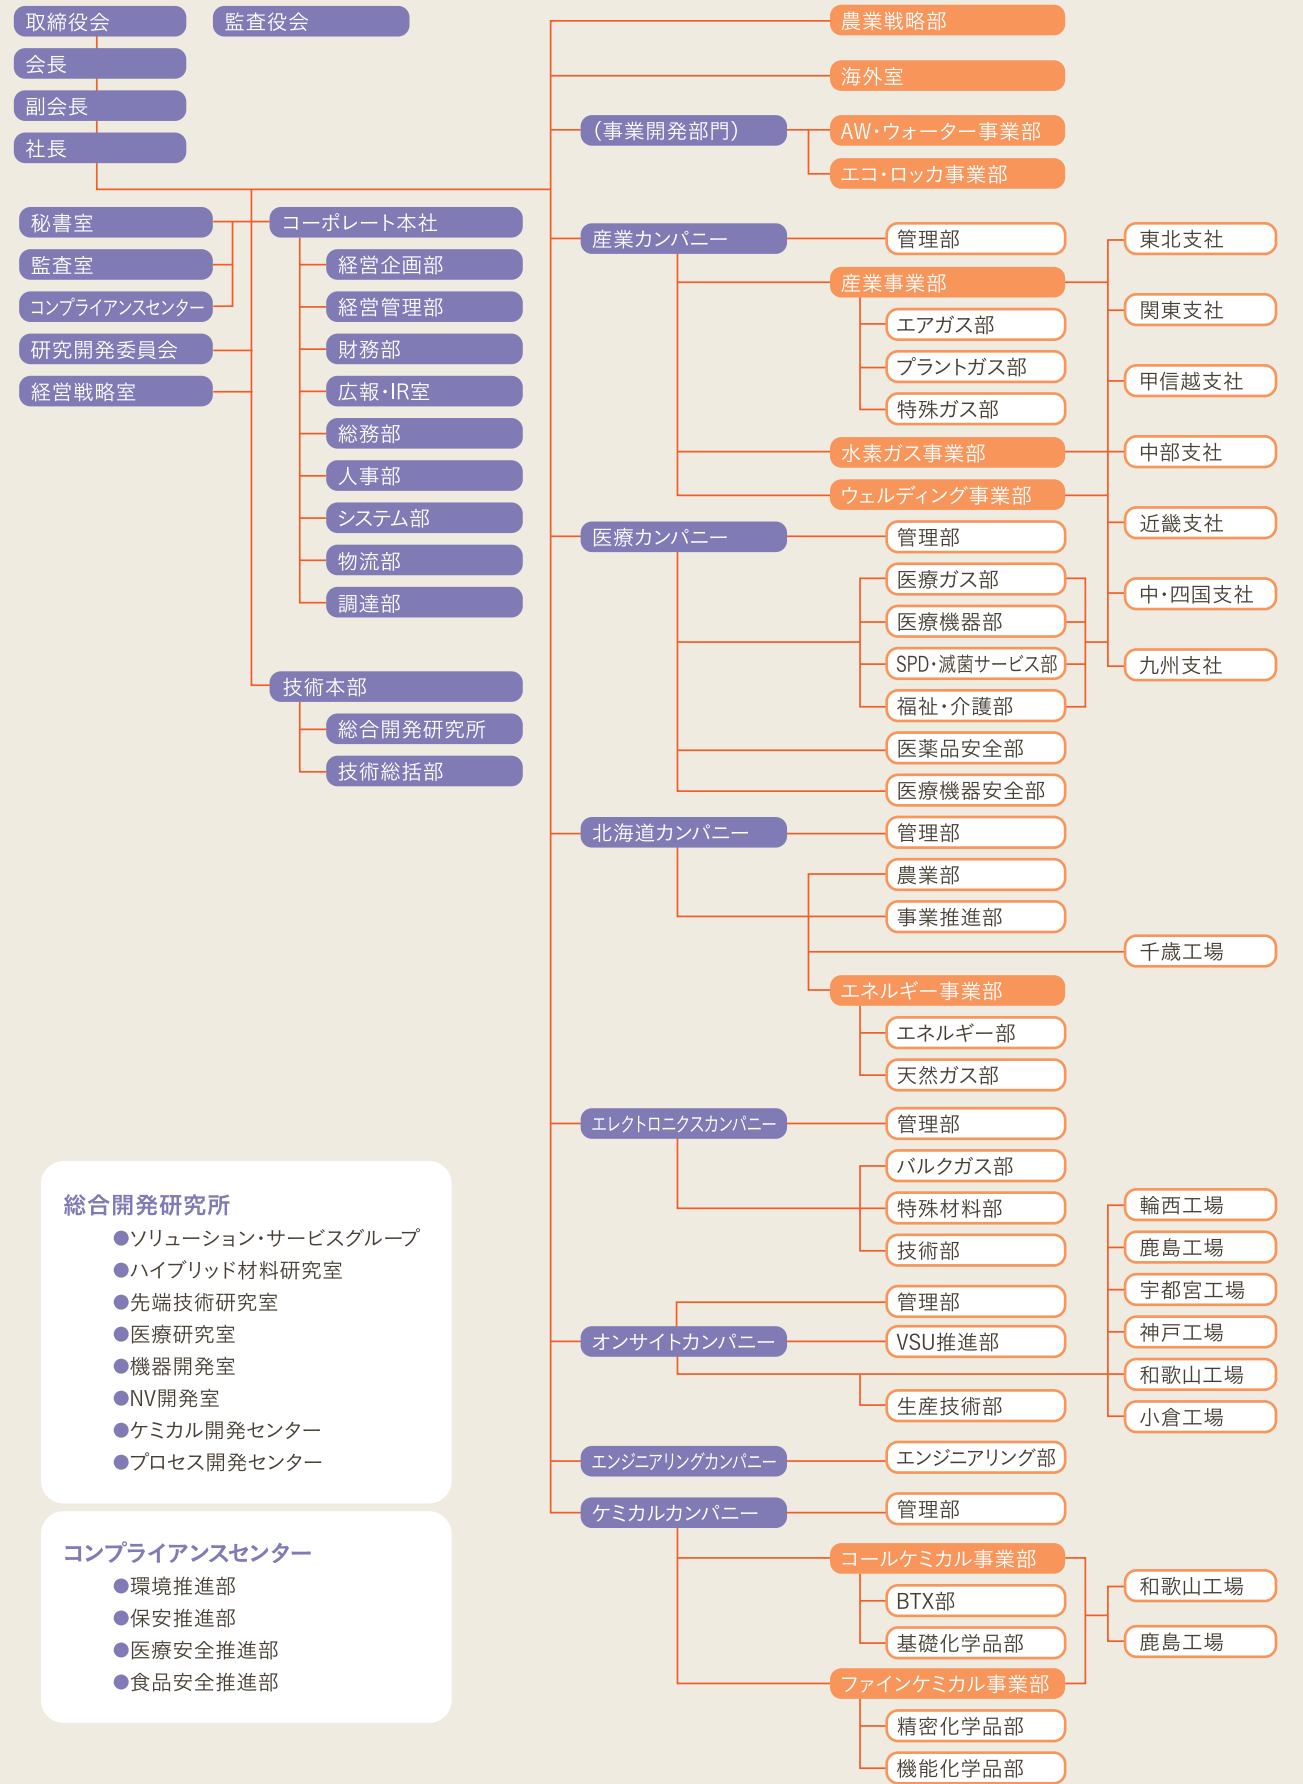 取締役会
監査役会
会長
副会長
社長
秘書室
監査室
コンプライアンスセンター
研究開発委員会
経営戦略室
コーポレート本社
経営企画部
経営管理部
財務部
広報・IR室
総務部
人事部
システム部
物流部
調達部
技術本部
総合開発研究所
技術総括部
農業戦略部
海外室
（事業開発部門）
AW・ウォーター事業部
エコ・ロッカ事業部
産業カンパニー
管理部
産業事業部
エアガス部
プラントガス部
特殊ガス部
水素ガス事業部
ウェルディング事業部
東北支社
関東支社
甲信越支社
中部支社
近畿支社
中・四国支社
九州支社
医療カンパニー
管理部
医療ガス部
医療機器部
SPD・滅菌サービス部
福祉・介護部
医薬品安全部
医療機器安全部
北海道カンパニー
管理部
農業部
事業推進部
千歳工場
エネルギー事業部
エネルギー部
天然ガス部
エレクトロニクスカンパニー
管理部
バルクガス部
特殊材料部
技術部
オンサイトカンパニー
管理部
VSU推進部
生産技術部
輪西工場
鹿島工場
宇都宮工場
神戸工場
和歌山工場
小倉工場
エンジニアリングカンパニー
エンジニアリング部
ケミカルカンパニー
管理部
コールケミカル事業部
BTX部
基礎化学品部
ファインケミカル事業部
精密化学品部
機能化学品部
和歌山工場
鹿島工場
総合開発研究所
●ソリューション・サービスグループ
●ハイブリッド材料研究室
●先端技術研究室
●医療研究室
●機器開発室
●NV開発室
●ケミカル開発センター
●プロセス開発センター
コンプライアンスセンター
●環境推進部
●保安推進部
●医療安全推進部
●食品安全推進部